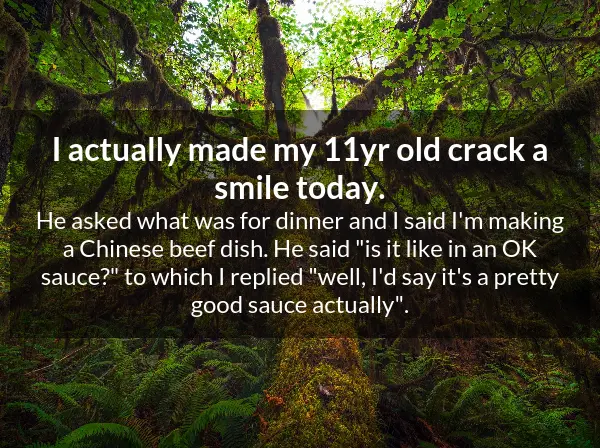 I actually made my 11yr old crack a
smile today.
He asked what was for dinner and I said I'm making
a Chinese beef dish. He said "is it like in an OK
sauce?" to which I replied "well, I'd say it's a pretty
good sauce actually".